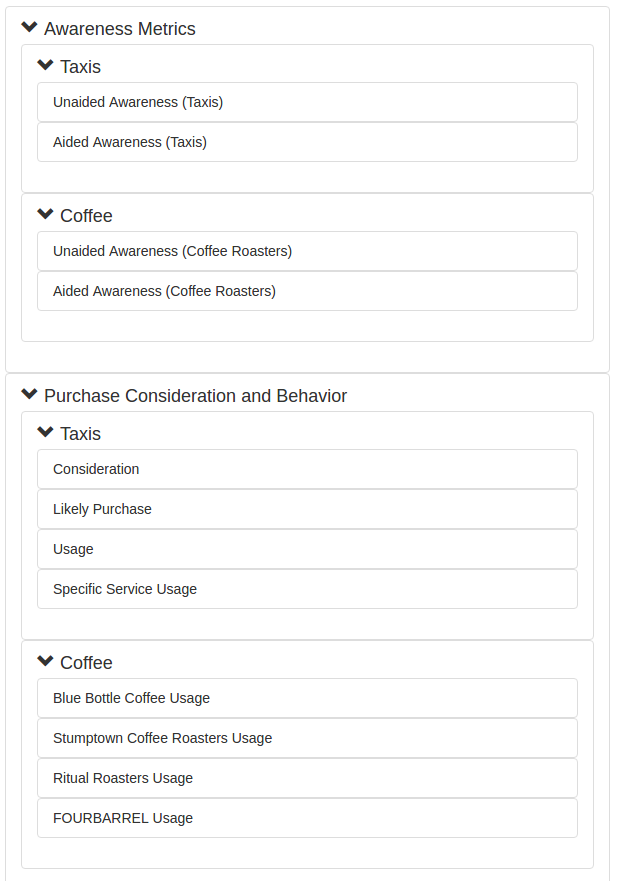 Awareness Metrics
Taxis
Unaided Awareness (Taxis)
Aided Awareness (Taxis)
Coffee
Unaided Awareness (Coffee Roasters)
Aided Awareness (Coffee Roasters)
Purchase Consideration and Behavior
Taxis
Consideration
Likely Purchase
Usage
Specific Service Usage
Coffee
Blue Bottle Coffee Usage
Stumptown Coffee Roasters Usage
Ritual Roasters Usage
FOURBARREL Usage